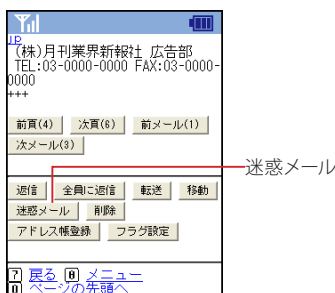 JP
(株)月刊業界新報社 広告部
TEL:03-0000-0000 FAX:03-0000-
0000
+++
前頁(4) 次頁(6) 前メール(1)
次メール(3)
迷惑メール
返信 全員に返信 転送 移動
迷惑メール 削除
アドレス帳登録 フラグ設定
7 戻る 8 メニュー
0 ページの先頭へ